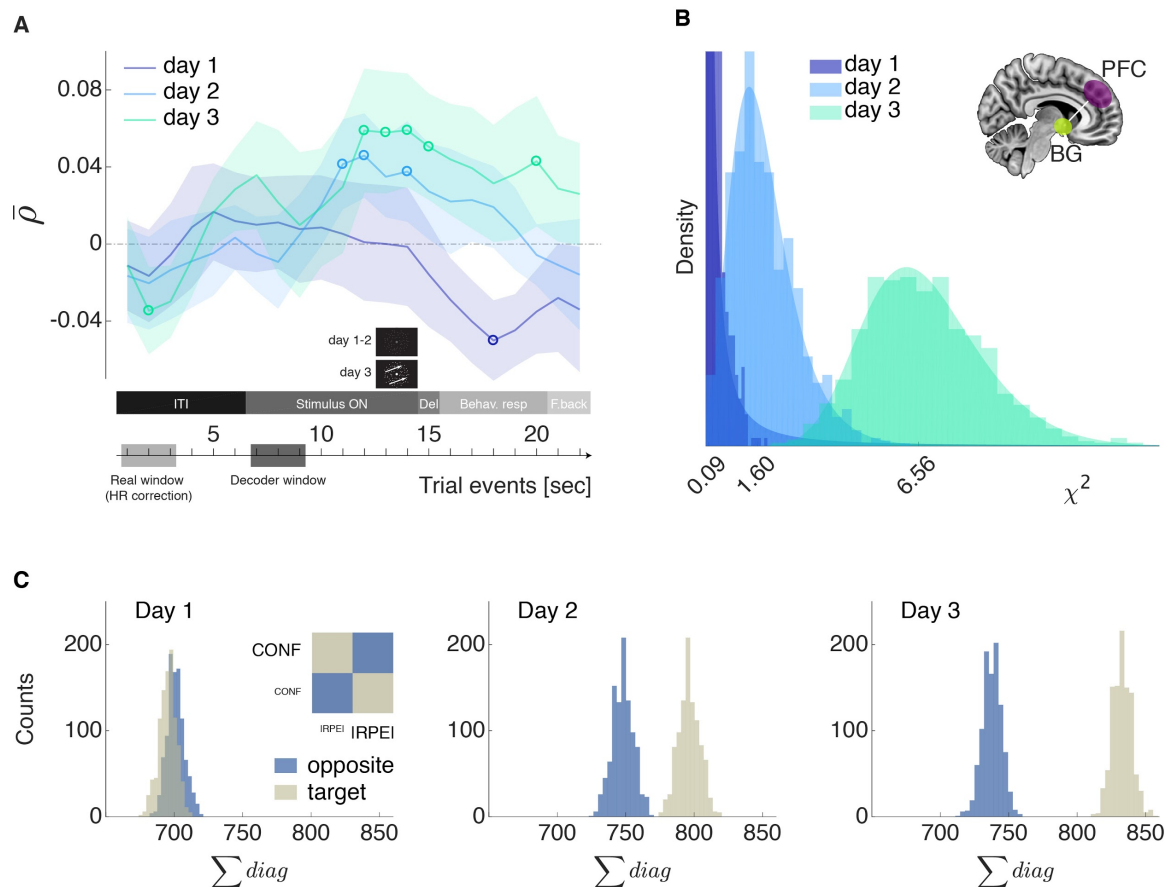 A
0.08
0.04
0
-0.04
ρ̄
day 1
day 2
day 3
day 1-2
day 3
ITI
Stimulus ON
Del
Behav. resp
F.back
5
10
15
20
Real window
(HR correction)
Decoder window
Trial events [sec]
B
Density
day 1
day 2
day 3
PFC
BG
0.09
1.60
6.56
χ²
C
Day 1
Counts
200
100
0
CONF
CONF
|RPE| |RPE|
opposite
target
700 750 800 850
∑ diag
Day 2
200
100
0
700 750 800 850
∑ diag
Day 3
200
100
0
700 750 800 850
∑ diag